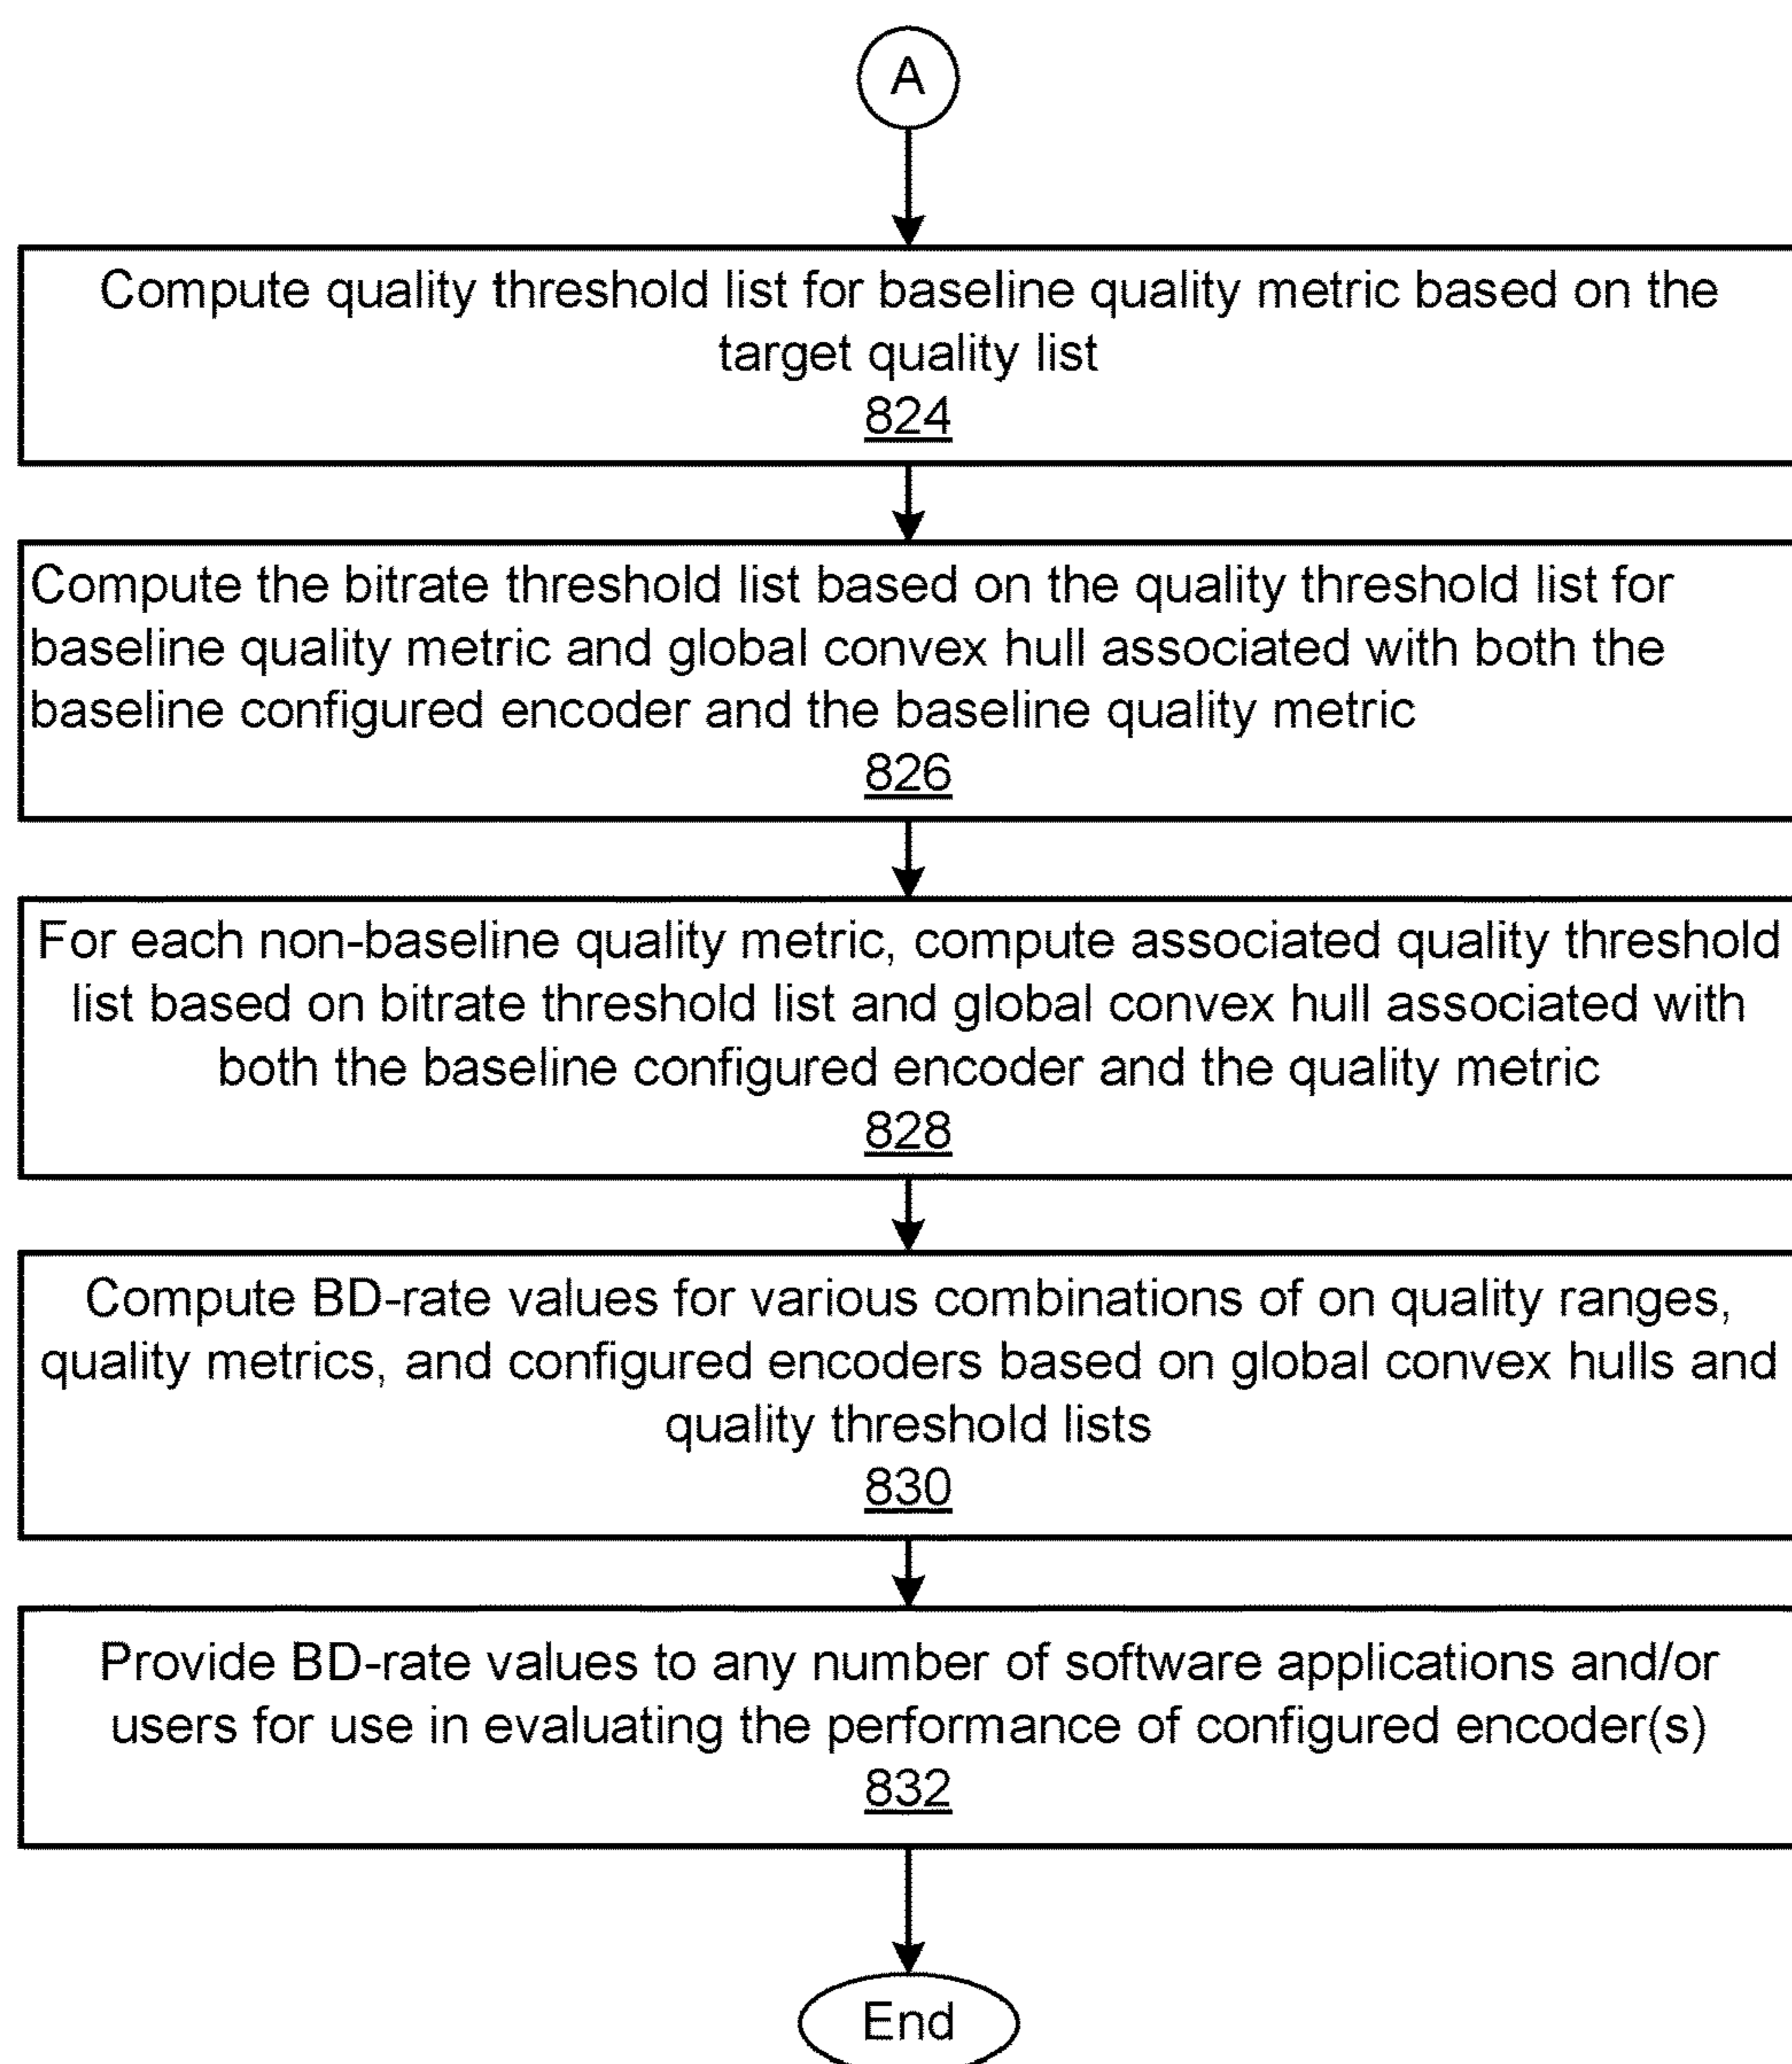 A
Compute quality threshold list for baseline quality metric based on the
target quality list
824
Compute the bitrate threshold list based on the quality threshold list for
baseline quality metric and global convex hull associated with both the
baseline configured encoder and the baseline quality metric
826
For each non-baseline quality metric, compute associated quality threshold
list based on bitrate threshold list and global convex hull associated with
both the baseline configured encoder and the quality metric
828
Compute BD-rate values for various combinations of on quality ranges,
quality metrics, and configured encoders based on global convex hulls and
quality threshold lists
830
Provide BD-rate values to any number of software applications and/or
users for use in evaluating the performance of configured encoder(s)
832
End